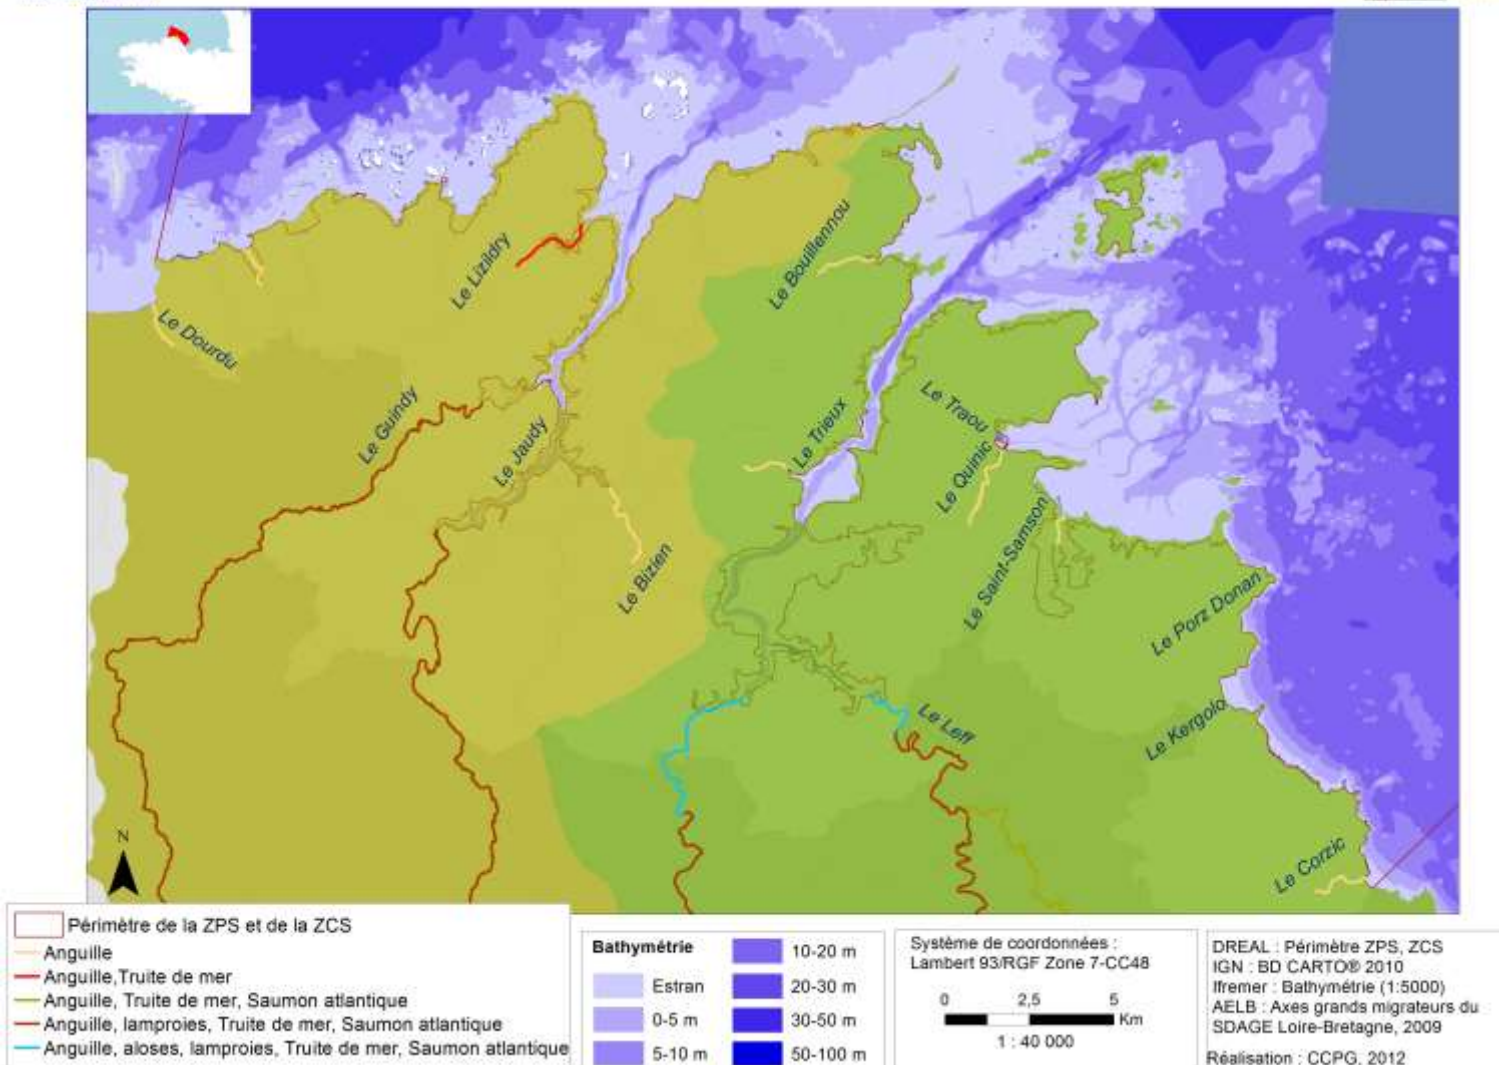 Le Lizildry
Le Bouillennou
Le Dourdu
Le Guindy
Le Jaudy
Le Trieux
Le Traou
Le Quinic
Le Bizien
Le Saint-Samson
Le Porz Donan
Le Leff
Le Kergolo
Le Corzic
N
Périmètre de la ZPS et de la ZCS
Anguille
Anguille,Truite de mer
Anguille, Truite de mer, Saumon atlantique
Anguille, lamproies, Truite de mer, Saumon atlantique
Anguille, aloses, lamproies, Truite de mer, Saumon atlantique
Bathymétrie
Estran
0-5 m
5-10 m
10-20 m
20-30 m
30-50 m
50-100 m
Système de coordonnées :
Lambert 93/RGF Zone 7-CC48
0 2,5 5
Km
1 : 40 000
DREAL : Périmètre ZPS, ZCS
IGN : BD CARTO® 2010
Ifremer : Bathymétrie (1:5000)
AELB : Axes grands migrateurs du
SDAGE Loire-Bretagne, 2009
Réalisation : CCPG, 2012